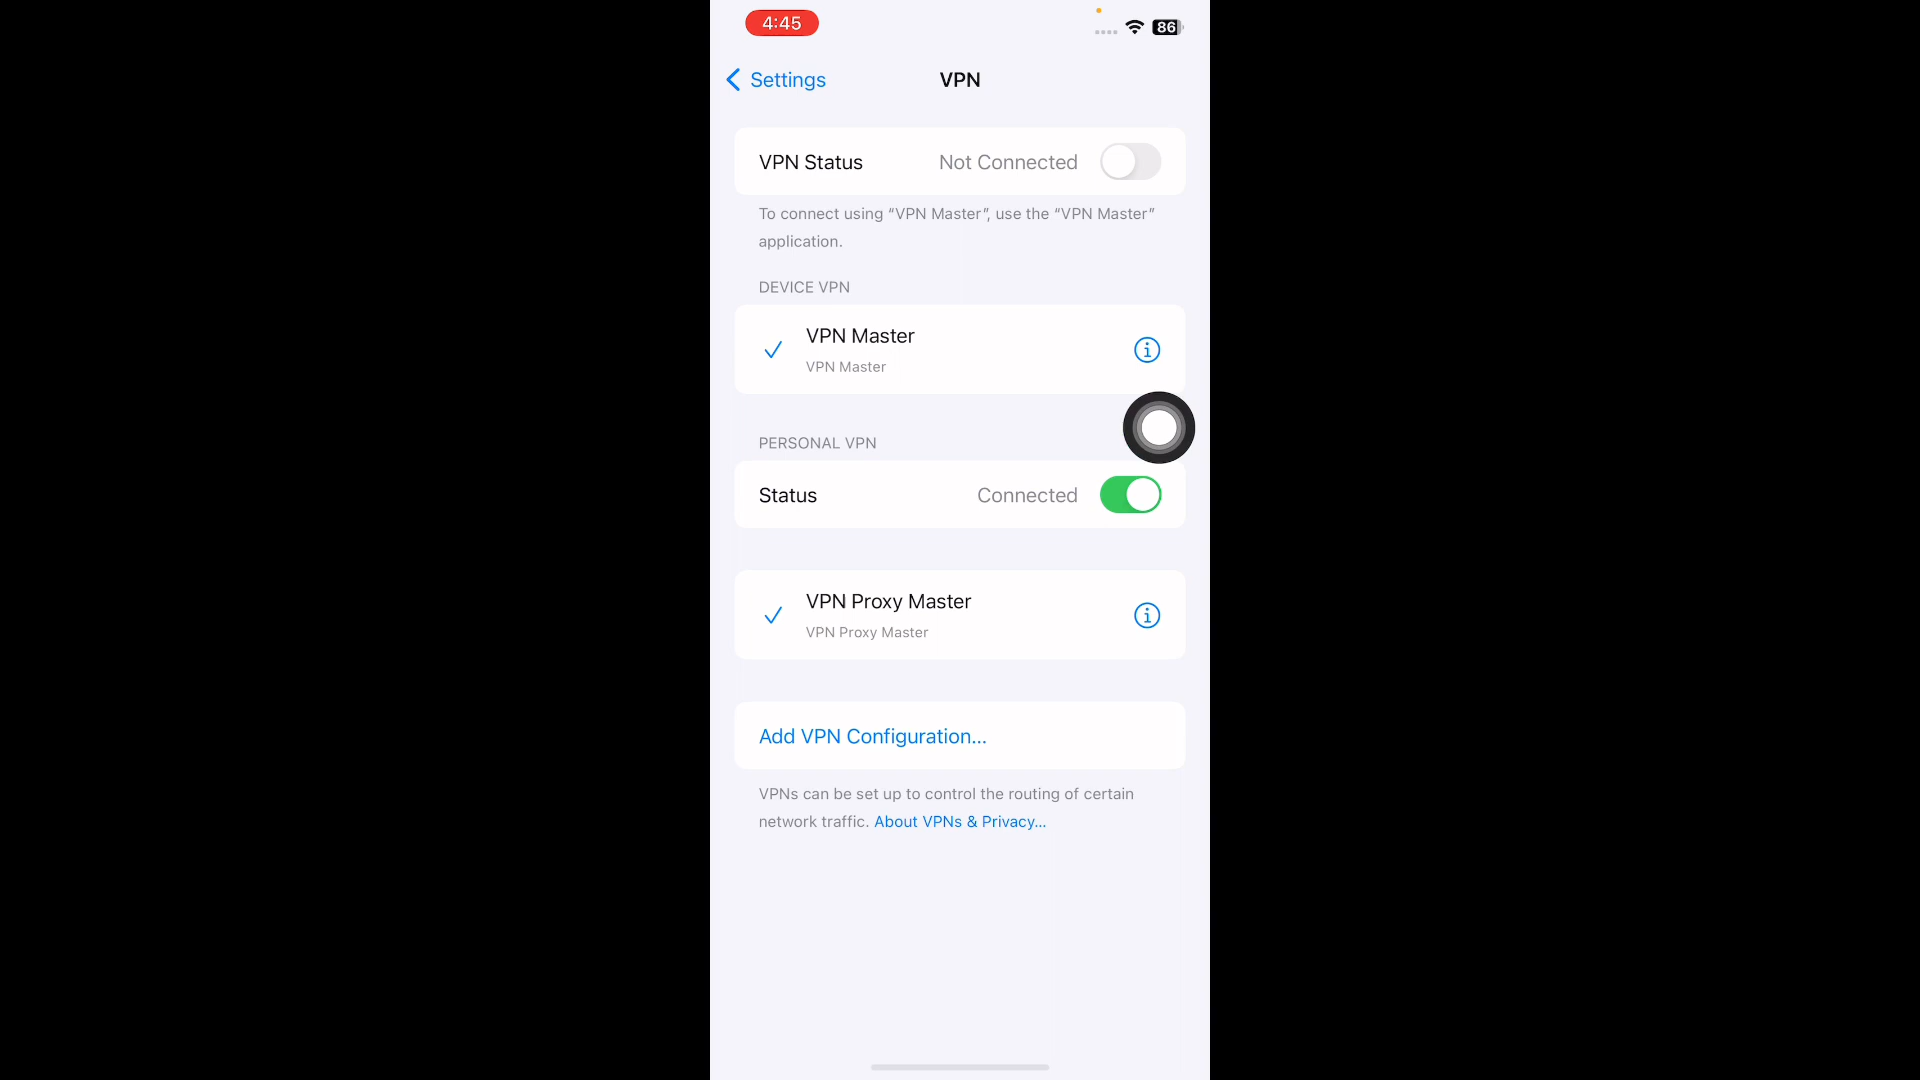 4:45
86
Settings
VPN
VPN Status Not Connected
To connect using “VPN Master”, use the “VPN Master”
application.
DEVICE VPN
VPN Master
VPN Master
PERSONAL VPN
Status Connected
VPN Proxy Master
VPN Proxy Master
Add VPN Configuration...
VPNs can be set up to control the routing of certain
network traffic. About VPNs & Privacy...